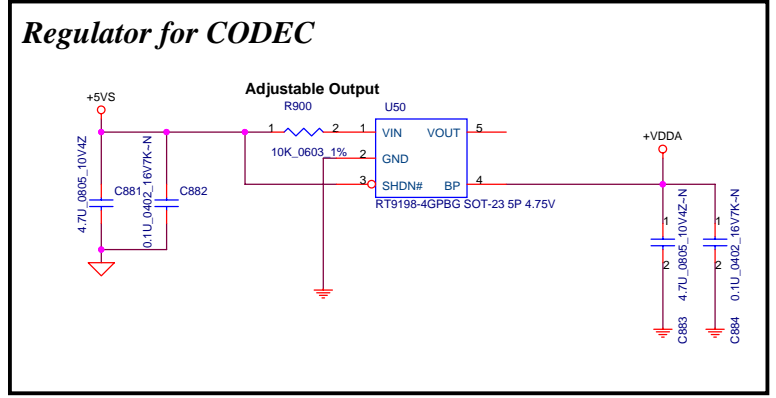 Regulator for CODEC
Adjustable Output
+5VS
R900
U50
1
2
1
VIN
VOUT
5
10K_0603_1%
2
GND
3
SHDN#
BP
4
RT9198-4GPBG SOT-23 5P 4.75V
+VDDA
4.7U_0805_10V4Z
C881
0.1U_0402_16V7K~N
C882
1
2
C883
4.7U_0805_10V4Z~N
1
2
C884
0.1U_0402_16V7K~N